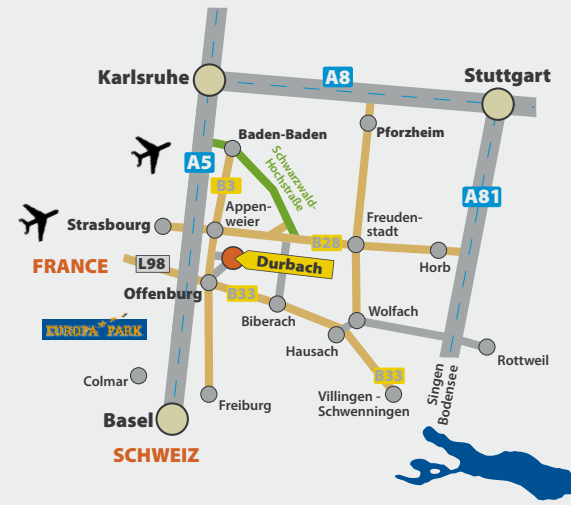 Karlsruhe
A8
Stuttgart
Baden-Baden
Pforzheim
A5
Schwarzwald-
Hochstraße
B3
A81
Appen-
weier
Strasbourg
Freuden-
stadt
B28
FRANCE
L98
Durbach
Horb
Offenburg
B33
Biberach
Wolfach
EUROPA PARK
Hausach
Rottweil
Colmar
B33
Singen
Bodensee
Freiburg
Villingen -
Schwenningen
Basel
SCHWEIZ